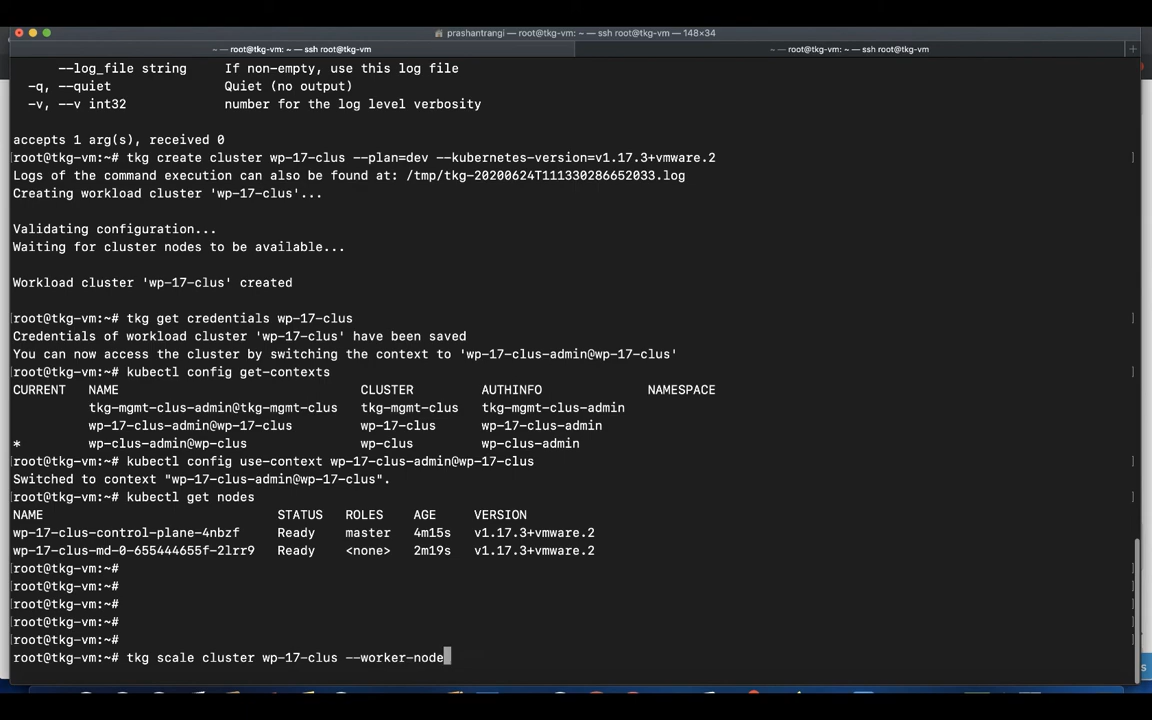 prashantrangi — root@tkg-vm: ~ — ssh root@tkg-vm — 148×34
~ — root@tkg-vm: ~ — ssh root@tkg-vm
~ — root@tkg-vm: ~ — ssh root@tkg-vm
--log_file string If non-empty, use this log file
-q, --quiet Quiet (no output)
-v, --v int32 number for the log level verbosity
accepts 1 arg(s), received 0
[root@tkg-vm:~# tkg create cluster wp-17-clus --plan=dev --kubernetes-version=v1.17.3+vmware.2 ]
Logs of the command execution can also be found at: /tmp/tkg-20200624T111330286652033.log
Creating workload cluster 'wp-17-clus'...
Validating configuration...
Waiting for cluster nodes to be available...
Workload cluster 'wp-17-clus' created
[root@tkg-vm:~# tkg get credentials wp-17-clus ]
Credentials of workload cluster 'wp-17-clus' have been saved
You can now access the cluster by switching the context to 'wp-17-clus-admin@wp-17-clus'
[root@tkg-vm:~# kubectl config get-contexts ]
CURRENT NAME CLUSTER AUTHINFO NAMESPACE
tkg-mgmt-clus-admin@tkg-mgmt-clus tkg-mgmt-clus tkg-mgmt-clus-admin
wp-17-clus-admin@wp-17-clus wp-17-clus wp-17-clus-admin
* wp-clus-admin@wp-clus wp-clus wp-clus-admin
[root@tkg-vm:~# kubectl config use-context wp-17-clus-admin@wp-17-clus ]
Switched to context "wp-17-clus-admin@wp-17-clus".
[root@tkg-vm:~# kubectl get nodes ]
NAME STATUS ROLES AGE VERSION
wp-17-clus-control-plane-4nbzf Ready master 4m15s v1.17.3+vmware.2
wp-17-clus-md-0-655444655f-2lrr9 Ready <none> 2m19s v1.17.3+vmware.2
[root@tkg-vm:~# ]
[root@tkg-vm:~# ]
[root@tkg-vm:~# ]
[root@tkg-vm:~# ]
[root@tkg-vm:~# ]
root@tkg-vm:~# tkg scale cluster wp-17-clus --worker-node